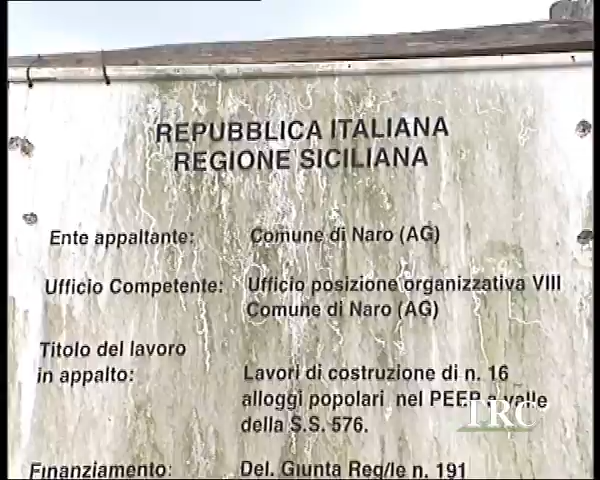 REPUBBLICA ITALIANA
REGIONE SICILIANA
Ente appaltante: Comune di Naro (AG)
Ufficio Competente: Ufficio posizione organizzativa VIII
Comune di Naro (AG)
Titolo del lavoro
in appalto: Lavori di costruzione di n. 16
alloggi popolari nel PEEP a valle
della S.S. 576.
TRC
Finanziamento: Del. Giunta Reg/le n. 191